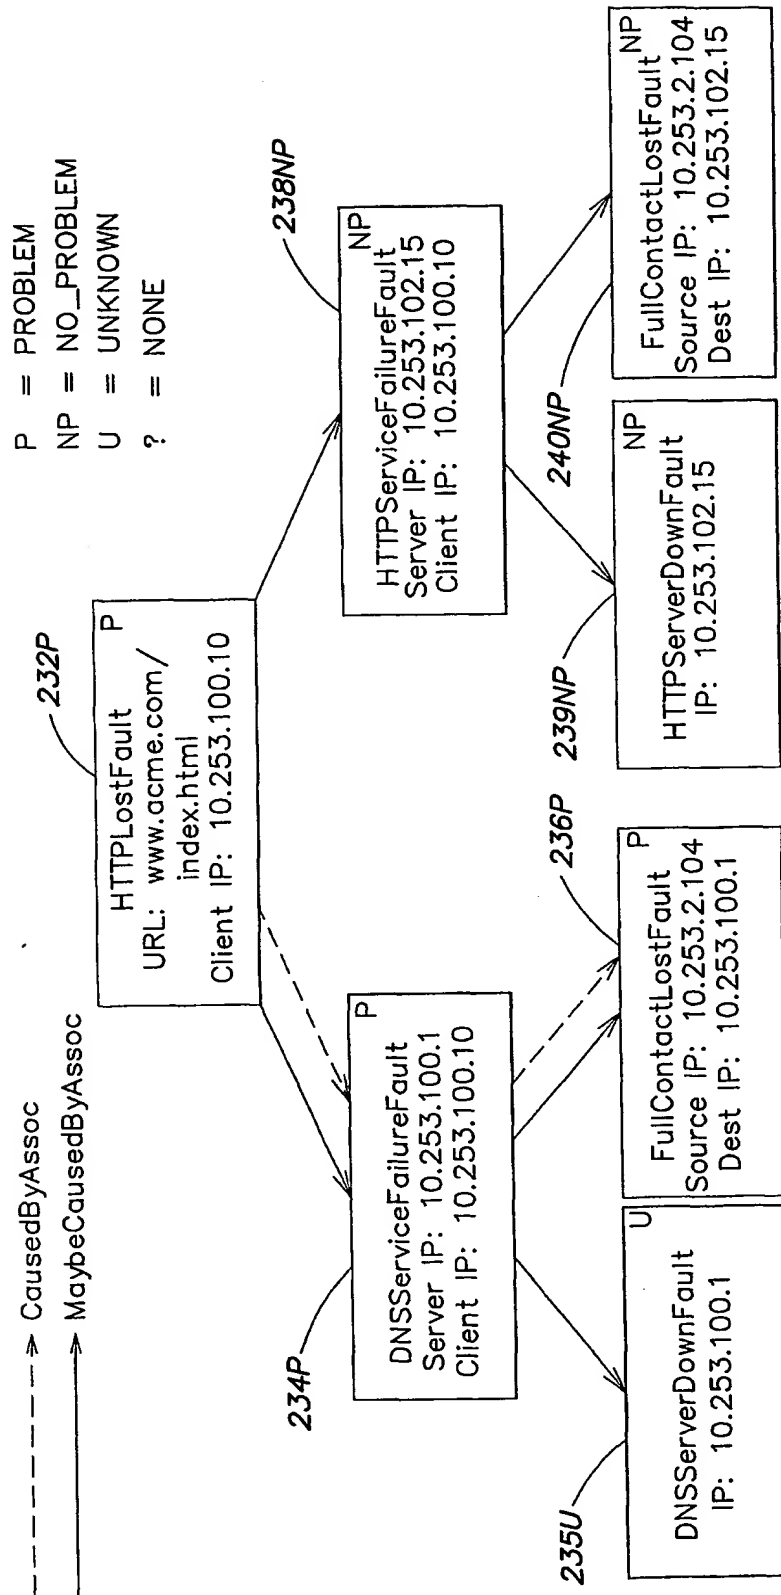 CausedByAssoc
MaybeCausedByAssoc
P = PROBLEM
NP = NO_PROBLEM
U = UNKNOWN
? = NONE
232P
HTTPLostFault P
URL: www.acme.com/
index.html
Client IP: 10.253.100.10
234P
DNSServiceFailureFault P
Server IP: 10.253.100.1
Client IP: 10.253.100.10
238NP
HTTPServiceFailureFault NP
Server IP: 10.253.102.15
Client IP: 10.253.100.10
235U
DNSServerDownFault U
IP: 10.253.100.1
236P
FullContactLostFault P
Source IP: 10.253.2.104
Dest IP: 10.253.100.1
239NP
HTTPServerDownFault NP
IP: 10.253.102.15
240NP
FullContactLostFault NP
Source IP: 10.253.2.104
Dest IP: 10.253.102.15